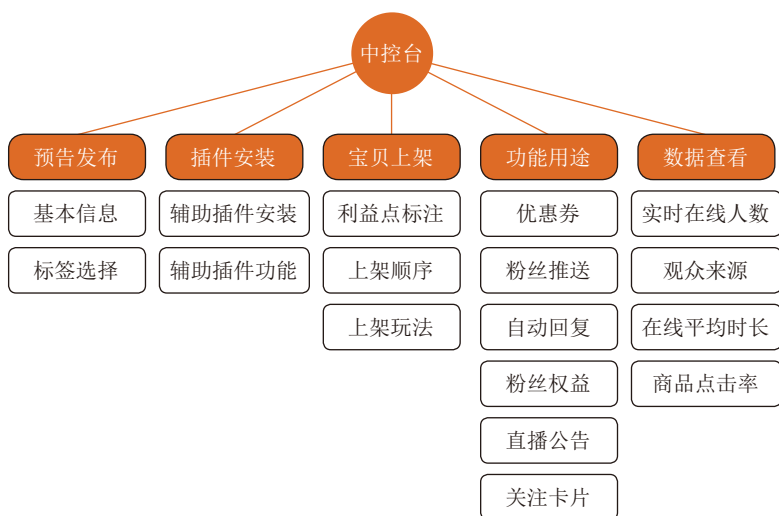 中控台
预告发布
插件安装
宝贝上架
功能用途
数据查看
基本信息
辅助插件安装
利益点标注
优惠券
实时在线人数
标签选择
辅助插件功能
上架顺序
粉丝推送
观众来源
上架玩法
自动回复
在线平均时长
粉丝权益
商品点击率
直播公告
关注卡片